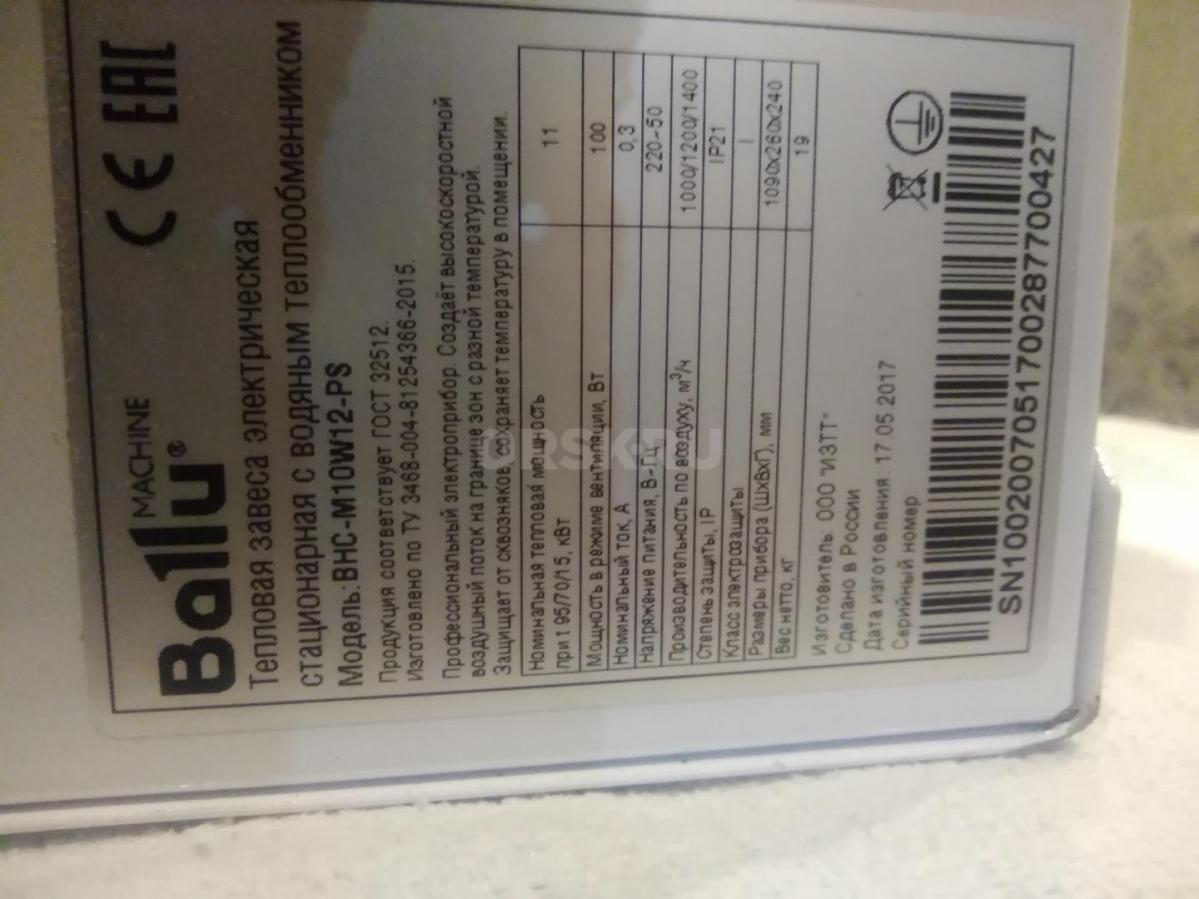 Ballu® MACHINE
CE EAC
Тепловая завеса электрическая
стационарная с водяным теплообменником
Модель: BHC-M10W12-PS
Продукция соответствует ГОСТ 32512.
Изготовлено по ТУ 3468-004-81254366-2015.
Профессиональный электроприбор. Создаёт высокоскоростной
воздушный поток на границе зон с разной температурой.
Защищает от сквозняков, сохраняет температуру в помещении.
Номинальная тепловая мощность
при t 95/70/15, кВт 11
Мощность в режиме вентиляции, Вт 100
Номинальный ток, А 0,3
Напряжение питания, В-Гц 220~50
Производительность по воздуху, м³/ч 1000/1200/1400
Степень защиты, IP IP21
Класс электрозащиты I
Размеры прибора (ШхВхГ), мм 1090х260х240
Вес нетто, кг 19
Изготовитель: ООО "ИЗТТ"
Сделано в России
Дата изготовления: 17.05.2017
Серийный номер
SN1002007051700287700427
ORSK.RU